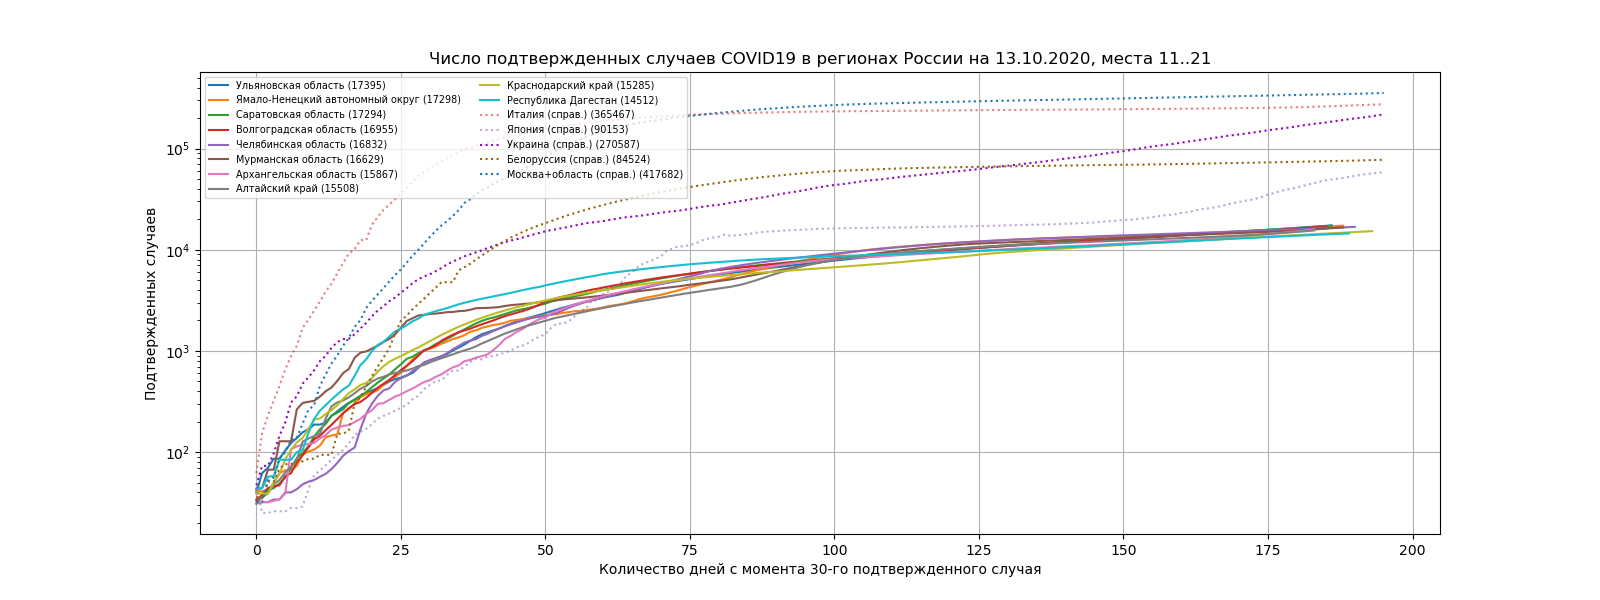 Число подтвержденных случаев COVID19 в регионах России на 13.10.2020, места 11..21
Ульяновская область (17395)
Ямало-Ненецкий автономный округ (17298)
Саратовская область (17294)
Волгоградская область (16955)
Челябинская область (16832)
Мурманская область (16629)
Архангельская область (15867)
Алтайский край (15508)
Краснодарский край (15285)
Республика Дагестан (14512)
Италия (справ.) (365467)
Япония (справ.) (90153)
Украина (справ.) (270587)
Белоруссия (справ.) (84524)
Москва+область (справ.) (417682)
Подтвержденных случаев
10⁵
10⁴
10³
10²
0 25 50 75 100 125 150 175 200
Количество дней с момента 30-го подтвержденного случая